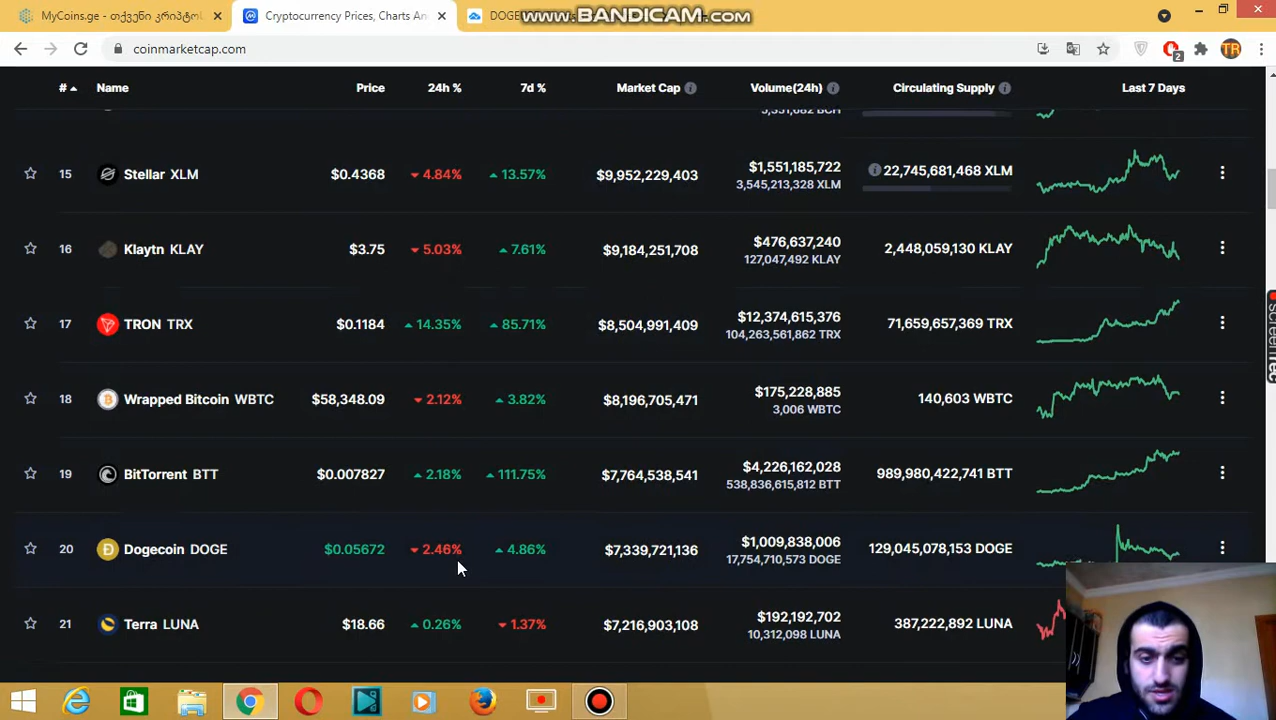 MyCoins.ge - თქვენი კრიპტო
Cryptocurrency Prices, Charts An
DOGE
www.BANDICAM.com
coinmarketcap.com
2
TR
# Name Price 24h % 7d % Market Cap Volume(24h) Circulating Supply Last 7 Days
15 Stellar XLM $0.4368 4.84% 13.57% $9,952,229,403 $1,551,185,722 22,745,681,468 XLM
3,545,213,328 XLM
16 Klaytn KLAY $3.75 5.03% 7.61% $9,184,251,708 $476,637,240 2,448,059,130 KLAY
127,047,492 KLAY
17 TRON TRX $0.1184 14.35% 85.71% $8,504,991,409 $12,374,615,376 71,659,657,369 TRX
104,263,561,862 TRX
18 Wrapped Bitcoin WBTC $58,348.09 2.12% 3.82% $8,196,705,471 $175,228,885 140,603 WBTC
3,006 WBTC
19 BitTorrent BTT $0.007827 2.18% 111.75% $7,764,538,541 $4,226,162,028 989,980,422,741 BTT
538,836,615,812 BTT
20 Dogecoin DOGE $0.05672 2.46% 4.86% $7,339,721,136 $1,009,838,006 129,045,078,153 DOGE
17,754,710,573 DOGE
21 Terra LUNA $18.66 0.26% 1.37% $7,216,903,108 $192,192,702 387,222,892 LUNA
10,312,098 LUNA
screenrec